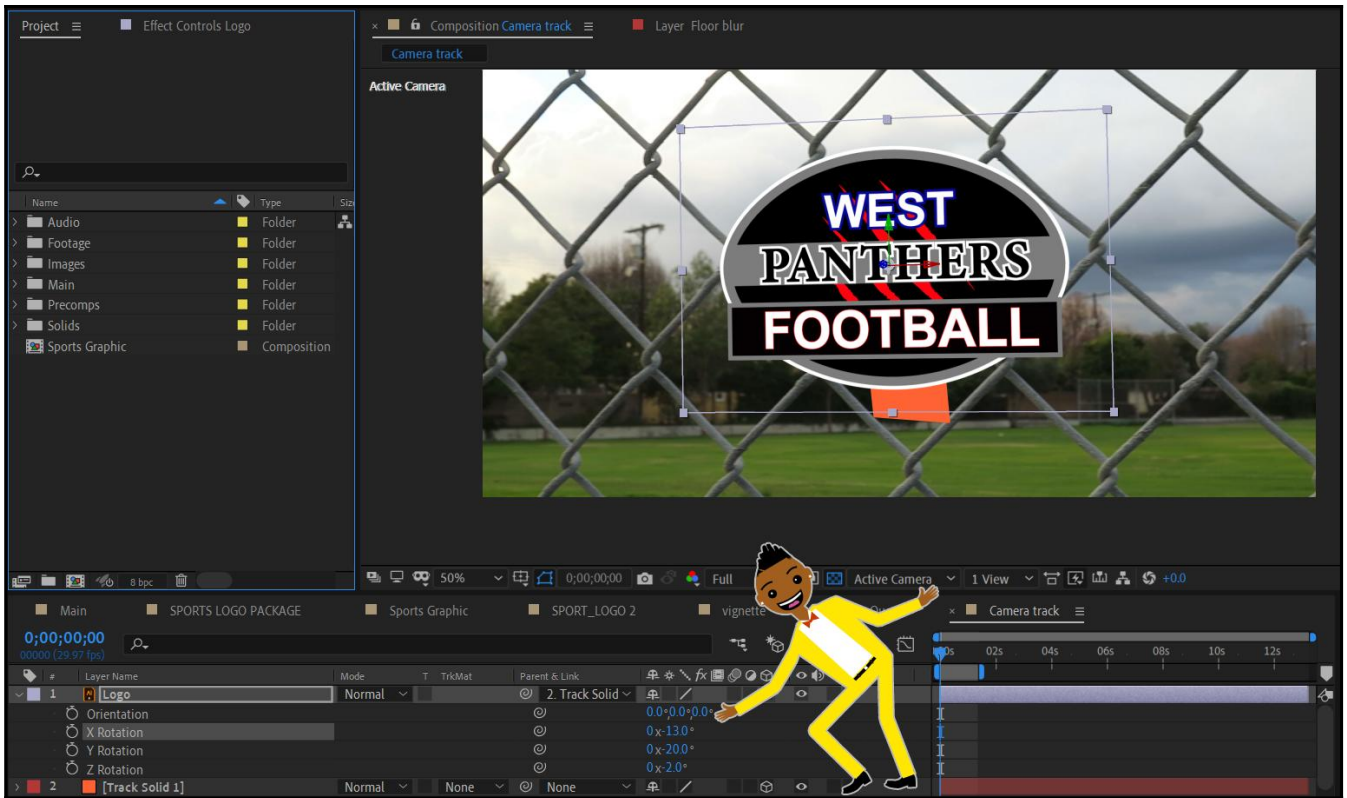 Project
Effect Controls Logo
Composition Camera track
Layer Floor blur
Camera track
Active Camera
WEST
PANTHERS
FOOTBALL
Name
Type
Audio
Folder
Footage
Folder
Images
Folder
Main
Folder
Precomps
Folder
Solids
Folder
Sports Graphic
Composition
8 bpc
50%
0;00;00;00
Full
Active Camera
1 View
+0.0
Main
SPORTS LOGO PACKAGE
Sports Graphic
SPORT_LOGO 2
vignette
Camera track
0;00;00;00
00000 (29.97 fps)
02s
04s
06s
08s
10s
12s
#
Layer Name
Mode
T TrkMat
Parent & Link
1
Logo
Normal
2. Track Solid
Orientation
0.0°,0.0°,0.0°
X Rotation
0x-13.0°
Y Rotation
0x-20.0°
Z Rotation
0x-2.0°
2
[Track Solid 1]
Normal
None
None